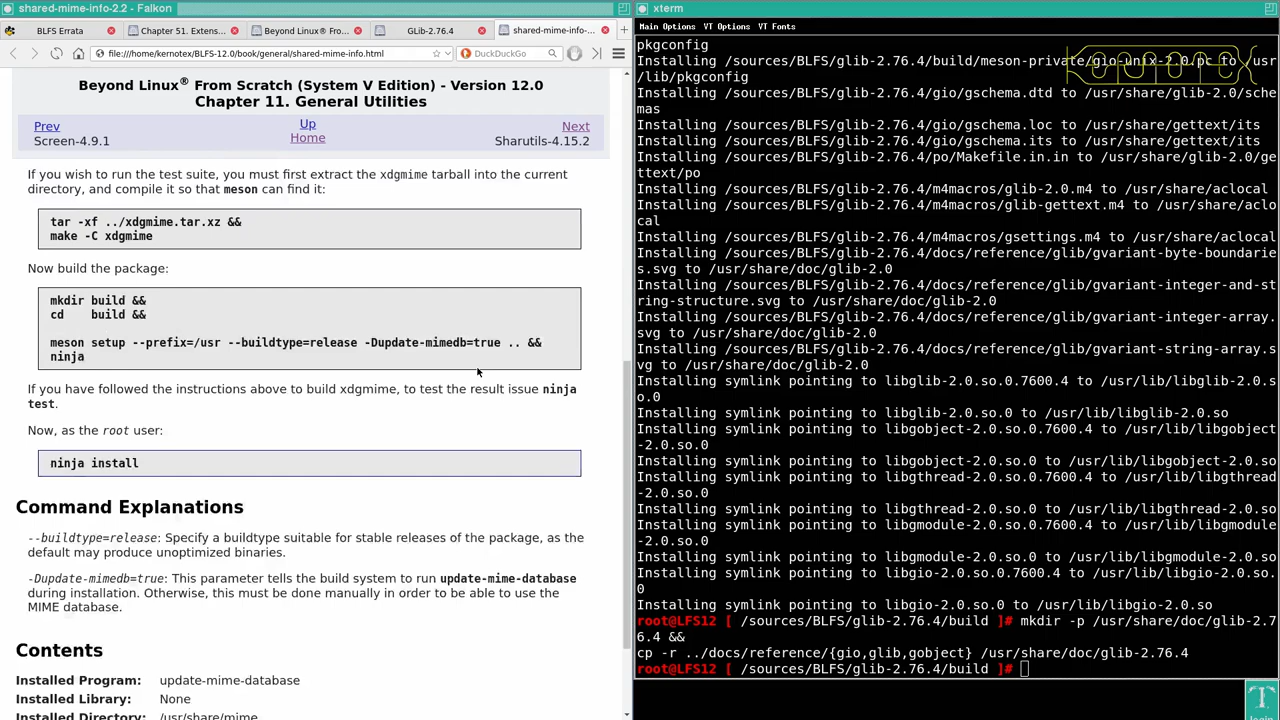 shared-mime-info-2.2 - Falkon
BLFS Errata
Chapter 51. Extens...
Beyond Linux® Fro...
GLib-2.76.4
shared-mime-info-...
file:///home/kernotex/BLFS-12.0/book/general/shared-mime-info.html
DuckDuckGo
Beyond Linux® From Scratch (System V Edition) - Version 12.0
Chapter 11. General Utilities
Prev
Up
Next
Screen-4.9.1
Home
Sharutils-4.15.2
If you wish to run the test suite, you must first extract the xdgmime tarball into the current
directory, and compile it so that meson can find it:
tar -xf ../xdgmime.tar.xz &&
make -C xdgmime
Now build the package:
mkdir build &&
cd    build &&
meson setup --prefix=/usr --buildtype=release -Dupdate-mimedb=true .. &&
ninja
If you have followed the instructions above to build xdgmime, to test the result issue ninja
test.
Now, as the root user:
ninja install
Command Explanations
--buildtype=release: Specify a buildtype suitable for stable releases of the package, as the
default may produce unoptimized binaries.
-Dupdate-mimedb=true: This parameter tells the build system to run update-mime-database
during installation. Otherwise, this must be done manually in order to be able to use the
MIME database.
Contents
Installed Program: update-mime-database
Installed Library: None
Installed Directory: /usr/share/mime
xterm
Main Options VT Options VT Fonts
pkgconfig
Installing /sources/BLFS/glib-2.76.4/build/meson-private/gio-unix-2.0.pc to /usr
/lib/pkgconfig
Installing /sources/BLFS/glib-2.76.4/gio/gschema.dtd to /usr/share/glib-2.0/sche
mas
Installing /sources/BLFS/glib-2.76.4/gio/gschema.loc to /usr/share/gettext/its
Installing /sources/BLFS/glib-2.76.4/gio/gschema.its to /usr/share/gettext/its
Installing /sources/BLFS/glib-2.76.4/po/Makefile.in.in to /usr/share/glib-2.0/ge
ttext/po
Installing /sources/BLFS/glib-2.76.4/m4macros/glib-2.0.m4 to /usr/share/aclocal
Installing /sources/BLFS/glib-2.76.4/m4macros/glib-gettext.m4 to /usr/share/aclo
cal
Installing /sources/BLFS/glib-2.76.4/m4macros/gsettings.m4 to /usr/share/aclocal
Installing /sources/BLFS/glib-2.76.4/docs/reference/glib/gvariant-byte-boundarie
s.svg to /usr/share/doc/glib-2.0
Installing /sources/BLFS/glib-2.76.4/docs/reference/glib/gvariant-integer-and-st
ring-structure.svg to /usr/share/doc/glib-2.0
Installing /sources/BLFS/glib-2.76.4/docs/reference/glib/gvariant-integer-array.
svg to /usr/share/doc/glib-2.0
Installing /sources/BLFS/glib-2.76.4/docs/reference/glib/gvariant-string-array.s
vg to /usr/share/doc/glib-2.0
Installing symlink pointing to libglib-2.0.so.0.7600.4 to /usr/lib/libglib-2.0.s
o.0
Installing symlink pointing to libglib-2.0.so.0 to /usr/lib/libglib-2.0.so
Installing symlink pointing to libgobject-2.0.so.0.7600.4 to /usr/lib/libgobject
-2.0.so.0
Installing symlink pointing to libgobject-2.0.so.0 to /usr/lib/libgobject-2.0.so
Installing symlink pointing to libgthread-2.0.so.0.7600.4 to /usr/lib/libgthread
-2.0.so.0
Installing symlink pointing to libgthread-2.0.so.0 to /usr/lib/libgthread-2.0.so
Installing symlink pointing to libgmodule-2.0.so.0.7600.4 to /usr/lib/libgmodule
-2.0.so.0
Installing symlink pointing to libgmodule-2.0.so.0 to /usr/lib/libgmodule-2.0.so
Installing symlink pointing to libgio-2.0.so.0.7600.4 to /usr/lib/libgio-2.0.so.
0
Installing symlink pointing to libgio-2.0.so.0 to /usr/lib/libgio-2.0.so
root@LFS12 [ /sources/BLFS/glib-2.76.4/build ]# mkdir -p /usr/share/doc/glib-2.7
6.4 &&
cp -r ../docs/reference/{gio,glib,gobject} /usr/share/doc/glib-2.76.4
root@LFS12 [ /sources/BLFS/glib-2.76.4/build ]#
login